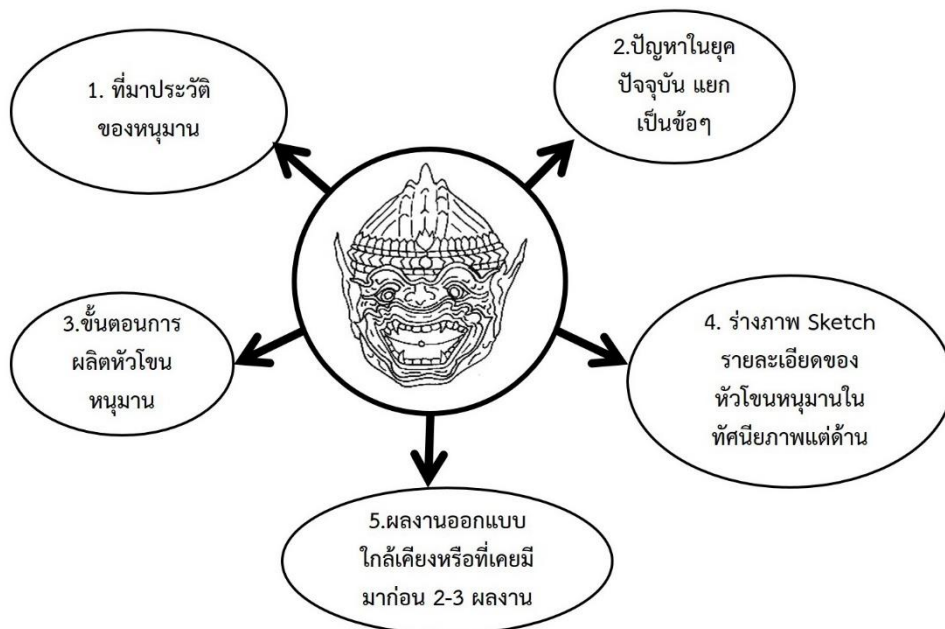 1. ที่มาประวัติ
ของหนุมาน
2.ปัญหาในยุค
ปัจจุบัน แยก
เป็นข้อๆ
3.ขั้นตอนการ
ผลิตหัวโขน
หนุมาน
4. ร่างภาพ Sketch
รายละเอียดของ
หัวโขนหนุมานใน
ทัศนียภาพแต่ด้าน
5.ผลงานออกแบบ
ใกล้เคียงหรือที่เคยมี
มาก่อน 2-3 ผลงาน